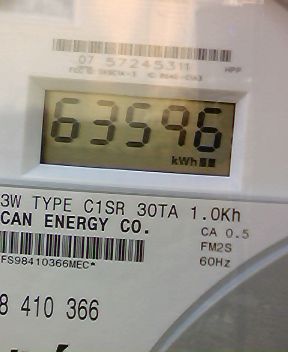 07 57245311
HPP
63596
kWh
3W TYPE C1SR 30TA 1.0Kh
CAN ENERGY CO.
CA 0.5
FM2S
60Hz
FS98410366MEC*
8 410 366